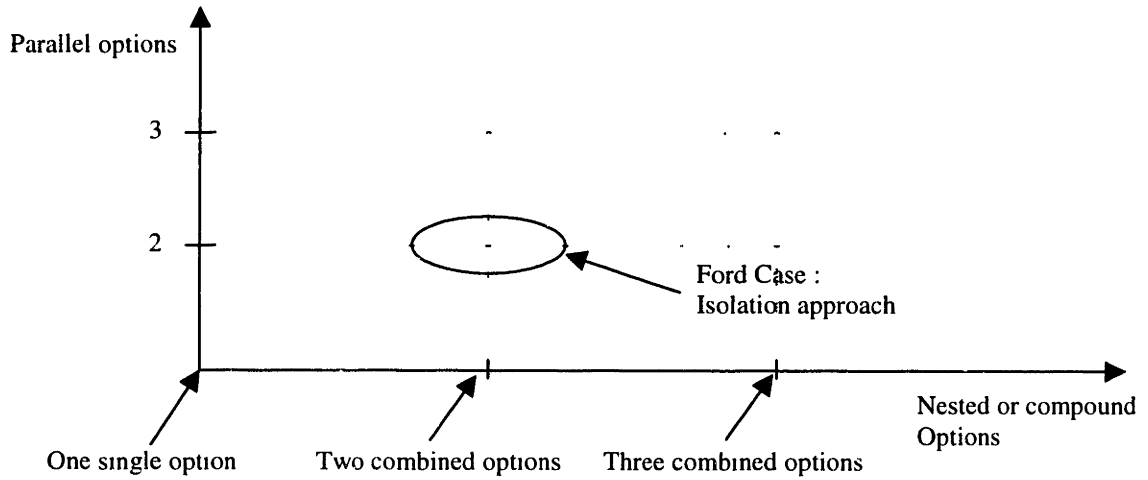 Parallel options
3
2
Ford Case :
Isolation approach
Nested or compound
Options
One single option
Two combined options
Three combined options